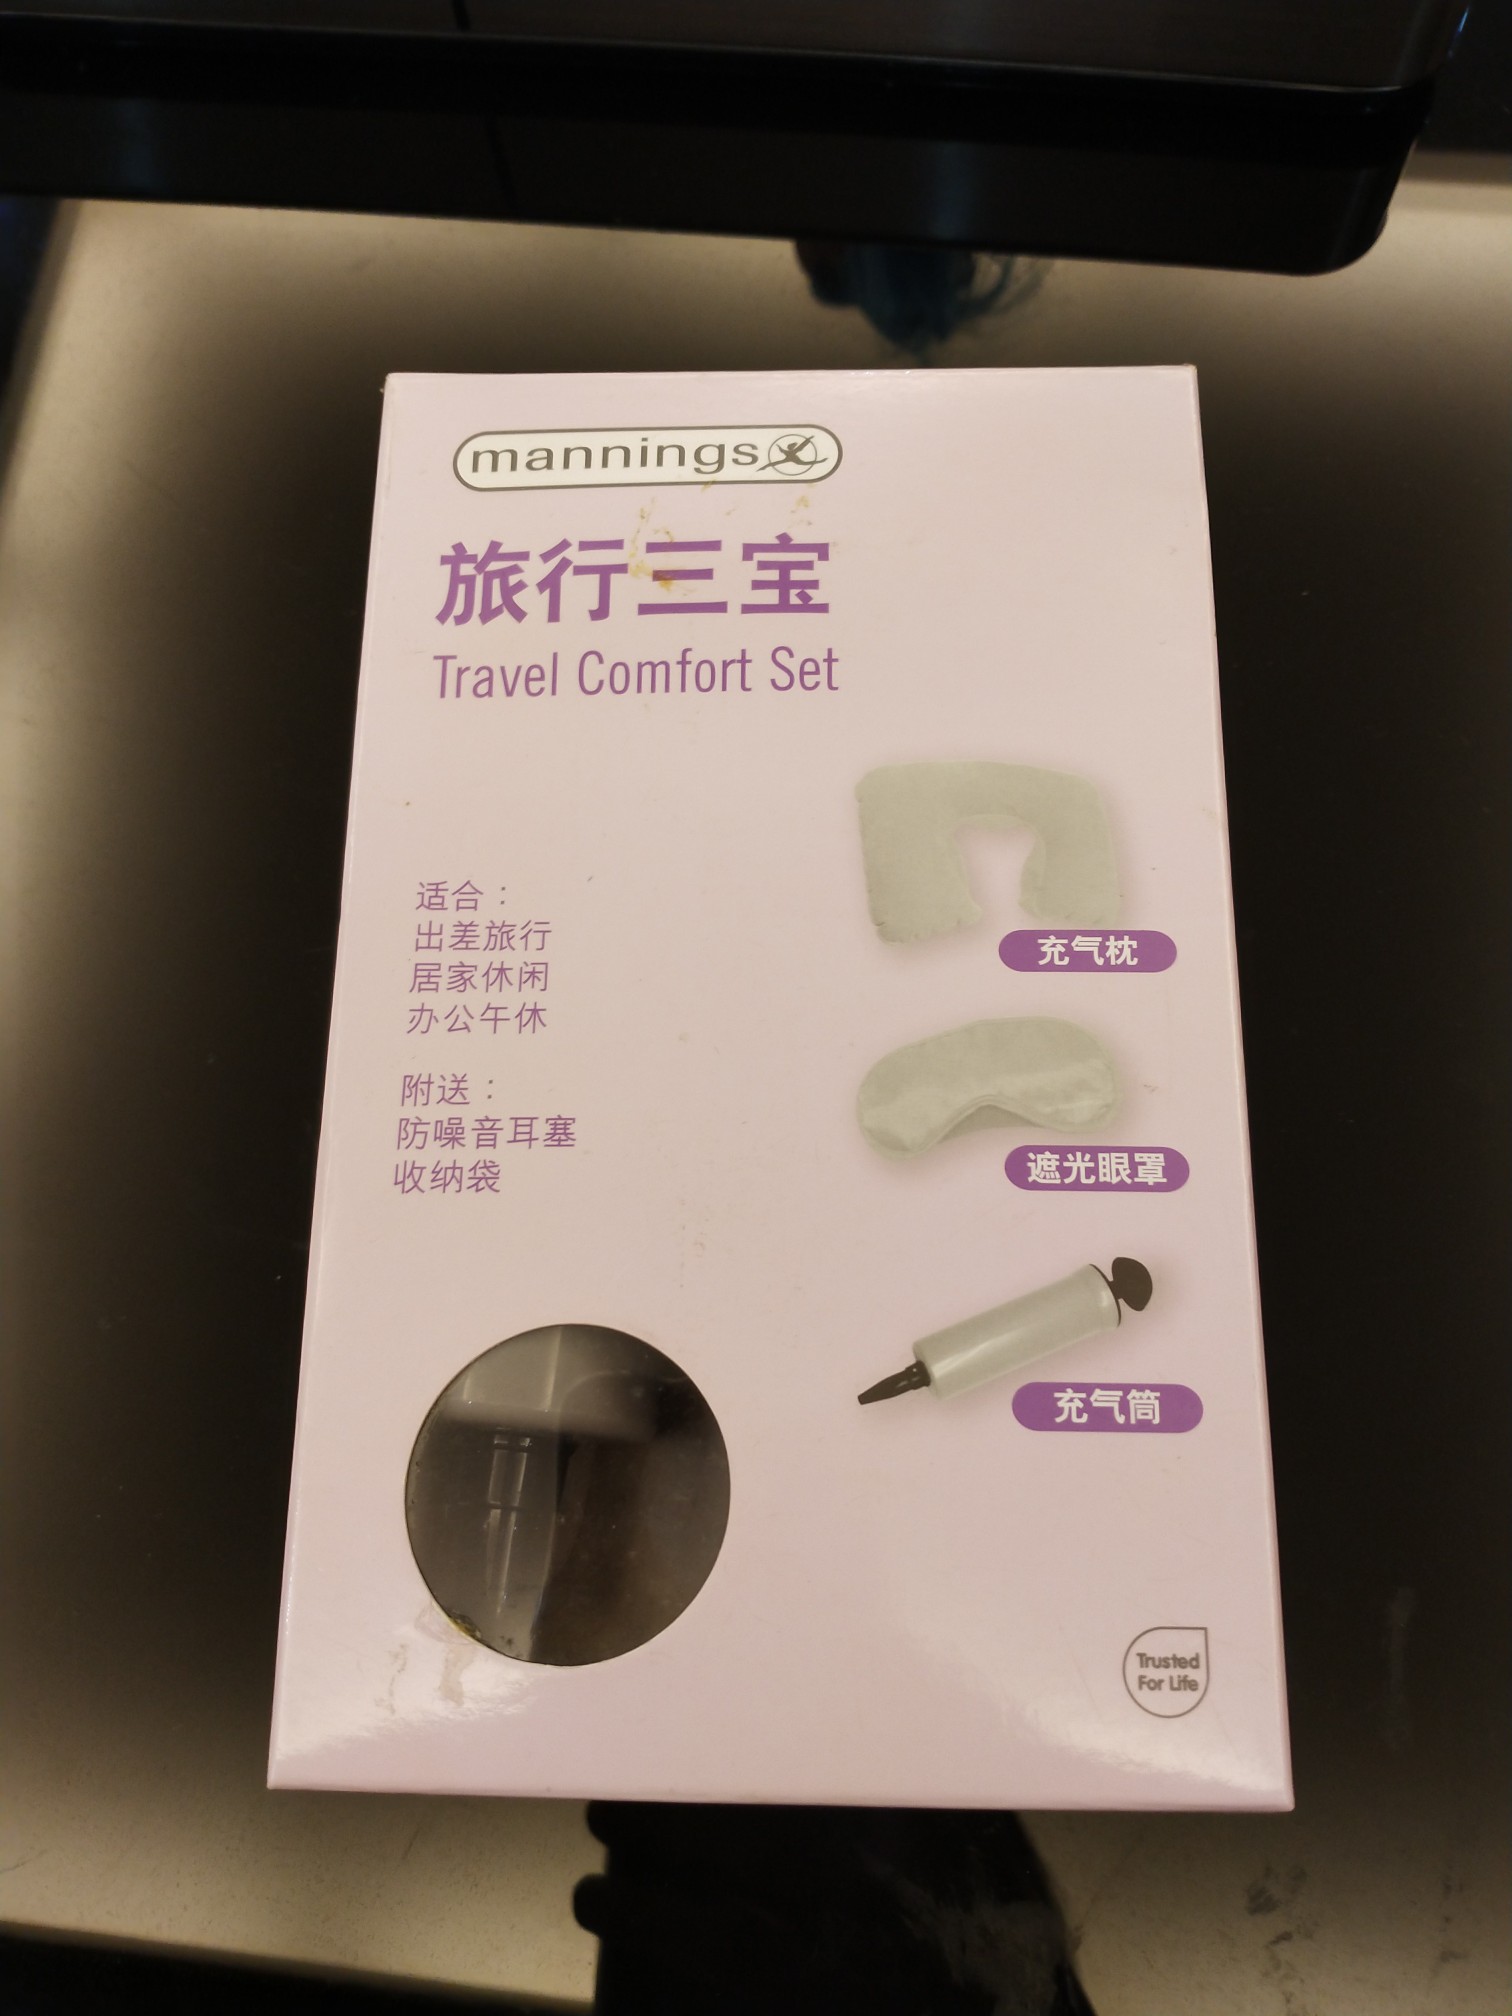 mannings
旅行三宝
Travel Comfort Set
适合：
出差旅行
居家休闲
办公午休
附送：
防噪音耳塞
收纳袋
充气枕
遮光眼罩
充气筒
Trusted
For Life